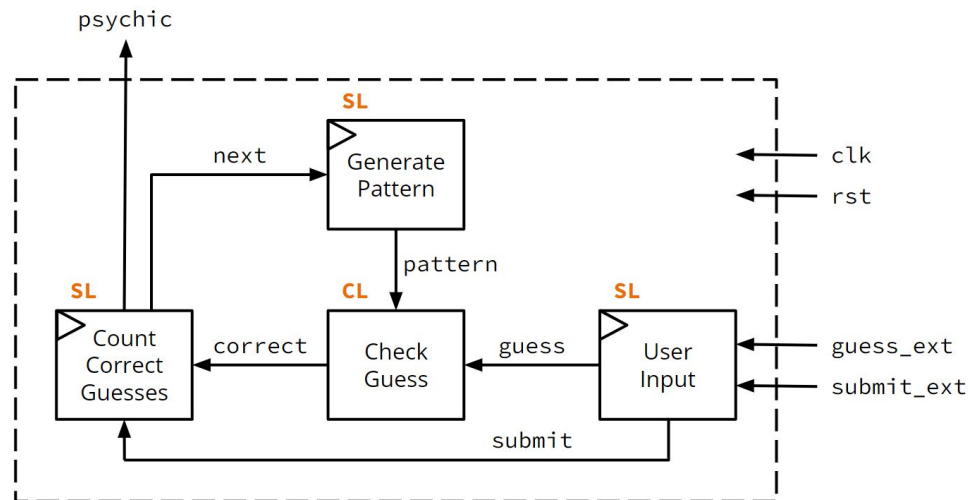 psychic
SL
next
Generate
Pattern
clk
rst
pattern
SL
CL
SL
Count
Correct
Guesses
correct
Check
Guess
guess
User
Input
guess_ext
submit_ext
submit